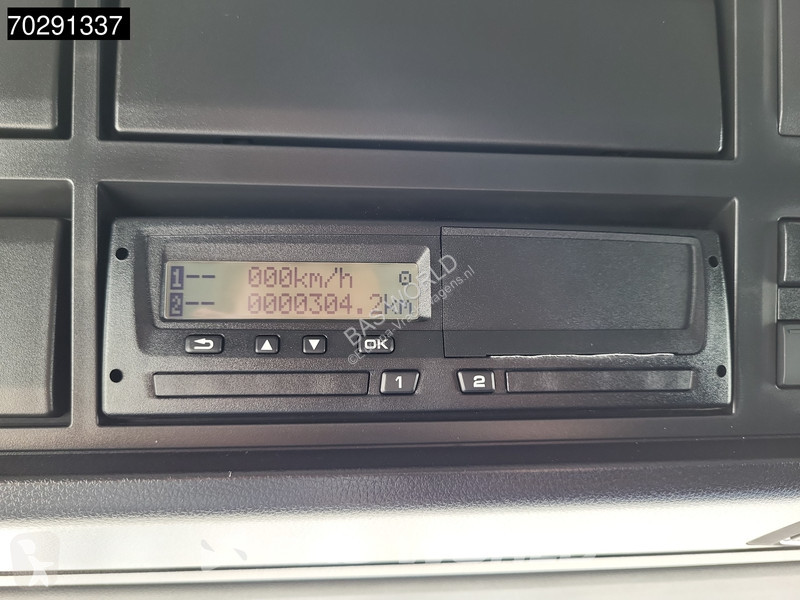 70291337
1-- 000km/h
2-- 0000304.2km
OK
1 2
BAS WORLD